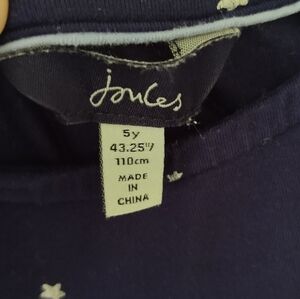 Joules
5y
43.25"/
110cm
MADE
IN
CHINA